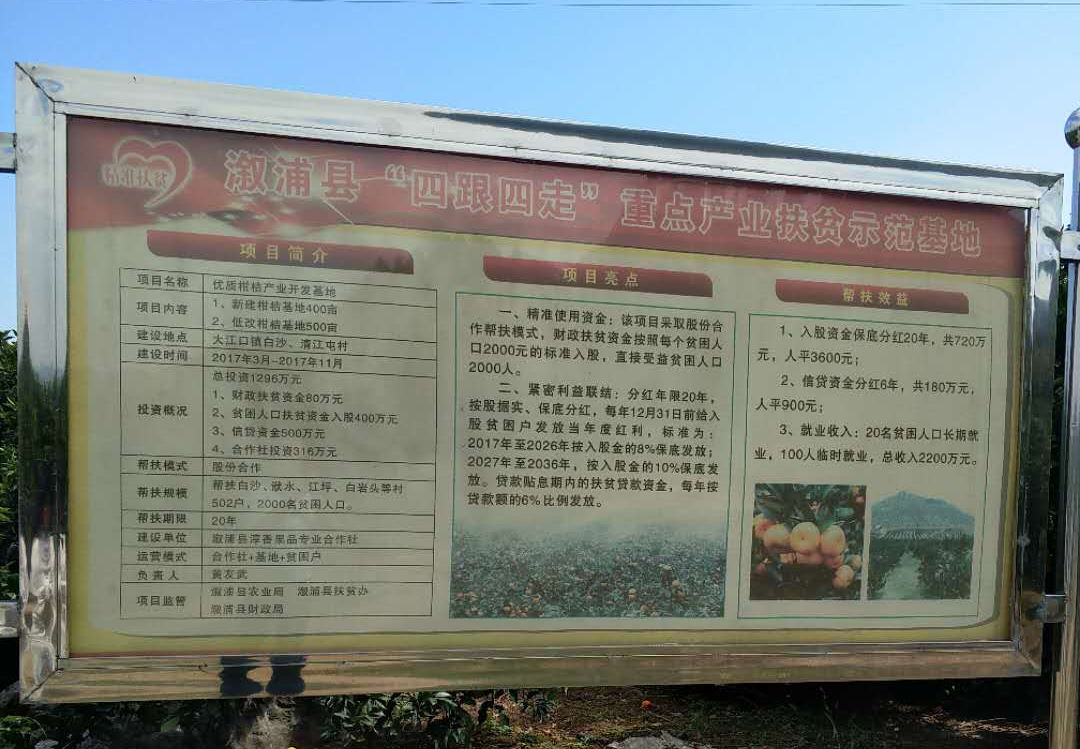 精准扶贫
溆浦县“四跟四走”重点产业扶贫示范基地
项目简介
项目名称 优质柑桔产业开发基地
项目内容 1、新建柑桔基地400亩
2、低改柑桔基地500亩
建设地点 大江口镇白沙、清江屯村
建设时间 2017年3月-2017年11月
投资概况 总投资1296万元
1、财政扶贫资金80万元
2、贫困人口扶贫资金入股400万元
3、信贷资金500万元
4、合作社投资316万元
帮扶模式 股份合作
帮扶规模 帮扶白沙、濑水、江坪、白岩头等村
502户，2000名贫困人口。
帮扶期限 20年
建设单位 溆浦县淳香果品专业合作社
运营模式 合作社+基地+贫困户
负责人 黄友武
项目监管 溆浦县农业局 溆浦县扶贫办
溆浦县财政局
项目亮点
一、精准使用资金：该项目采取股份合
作帮扶模式，财政扶贫资金按照每个贫困人
口2000元的标准入股，直接受益贫困人口
2000人。
二、紧密利益联结：分红年限20年，
按股据实、保底分红，每年12月31日前给入
股贫困户发放当年度红利，标准为：
2017年至2026年按入股金的8%保底发放；
2027年至2036年，按入股金的10%保底发
放。贷款贴息期内的扶贫贷款资金，每年按
贷款额的6%比例发放。
帮扶效益
1、入股资金保底分红20年，共720万
元，人平3600元；
2、信贷资金分红6年，共180万元，
人平900元；
3、就业收入：20名贫困人口长期就
业，100人临时就业，总收入2200万元。